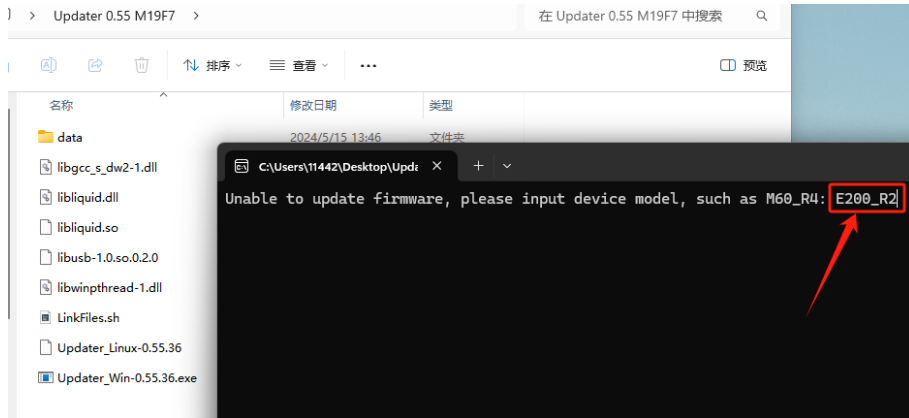 Updater 0.55 M19F7
在 Updater 0.55 M19F7 中搜索
排序
查看
预览
名称
修改日期
类型
data
2024/5/15 13:46
文件夹
libgcc_s_dw2-1.dll
libliquid.dll
libliquid.so
libusb-1.0.so.0.2.0
libwinpthread-1.dll
LinkFiles.sh
Updater_Linux-0.55.36
Updater_Win-0.55.36.exe
C:\Users\11442\Desktop\Upda
Unable to update firmware, please input device model, such as M60_R4: E200_R2